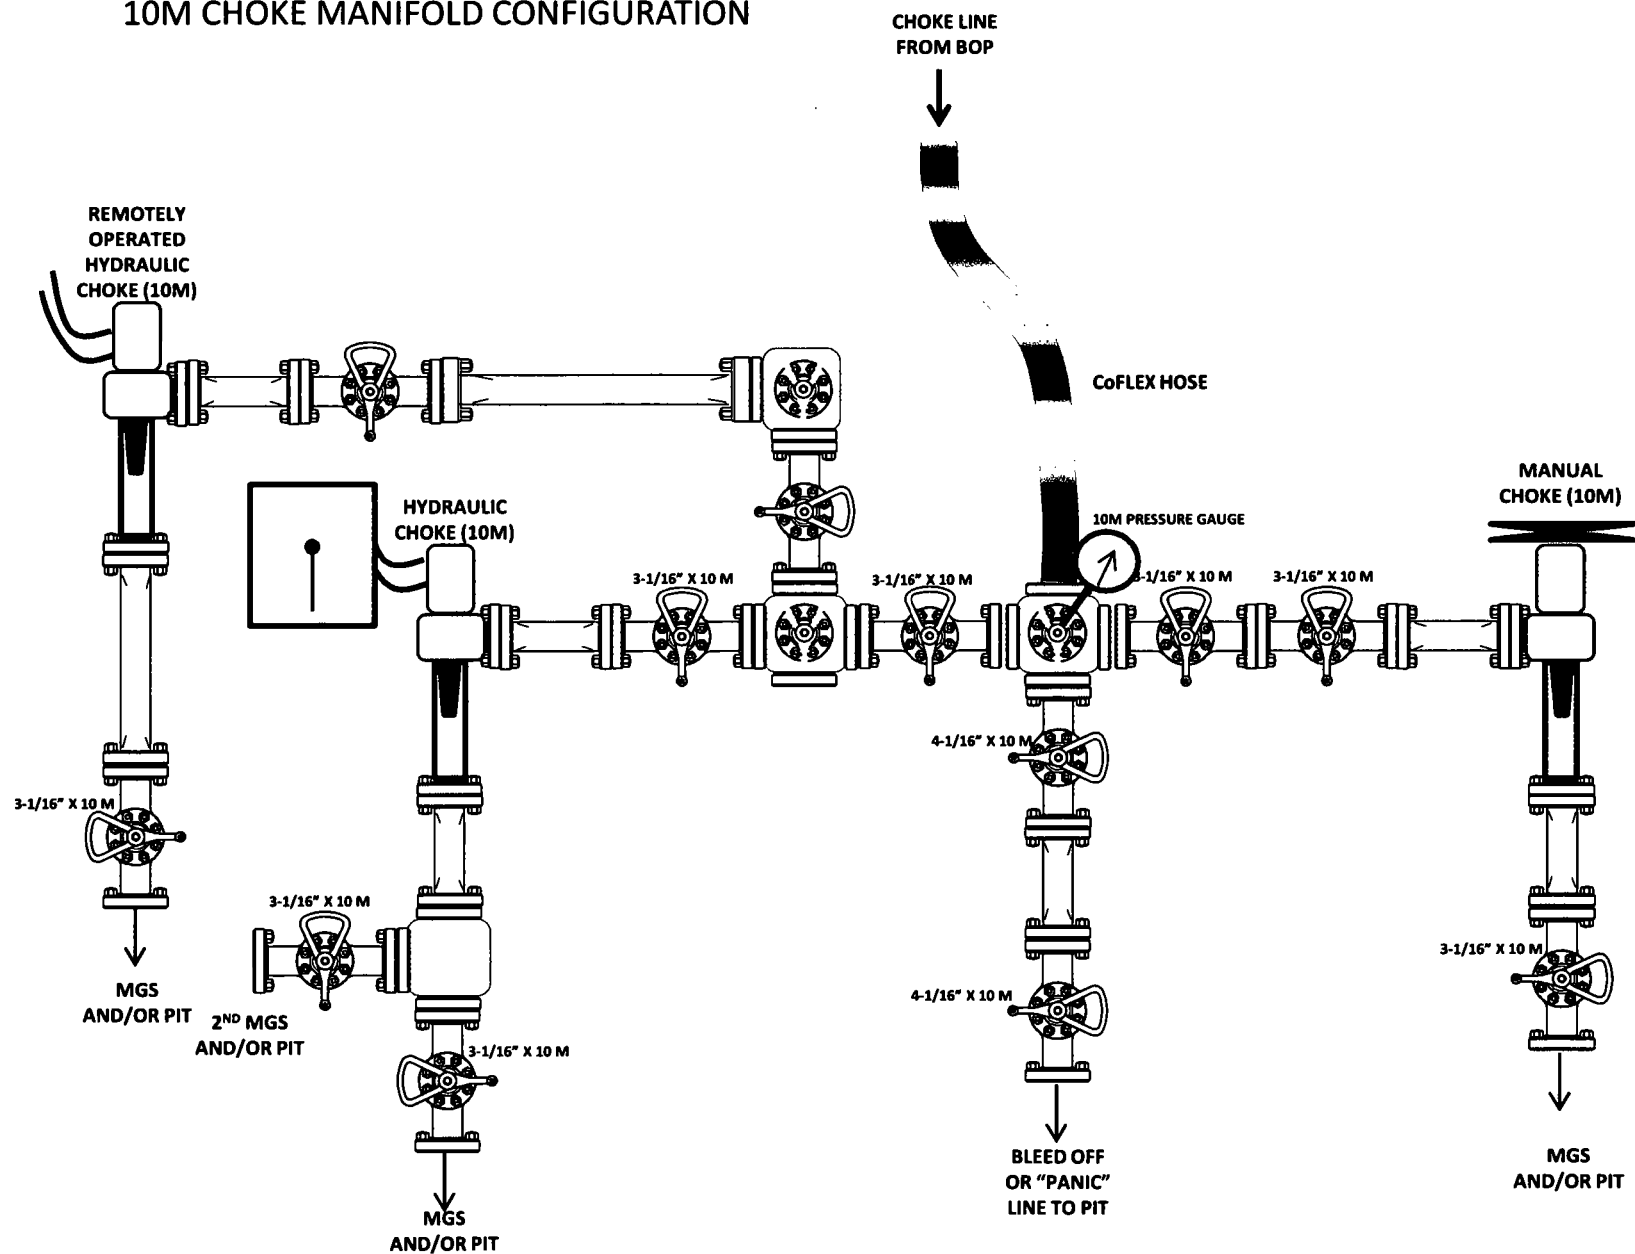 10M CHOKE MANIFOLD CONFIGURATION
CHOKE LINE
FROM BOP
REMOTELY
OPERATED
HYDRAULIC
CHOKE (10M)
CoFLEX HOSE
MANUAL
CHOKE (10M)
HYDRAULIC
CHOKE (10M)
10M PRESSURE GAUGE
3-1/16" X 10 M
3-1/16" X 10 M
3-1/16" X 10 M
3-1/16" X 10 M
4-1/16" X 10 M
3-1/16" X 10 M
3-1/16" X 10 M
3-1/16" X 10 M
4-1/16" X 10 M
MGS
AND/OR PIT
2ND MGS
AND/OR PIT
3-1/16" X 10 M
BLEED OFF
OR “PANIC”
LINE TO PIT
MGS
AND/OR PIT
MGS
AND/OR PIT